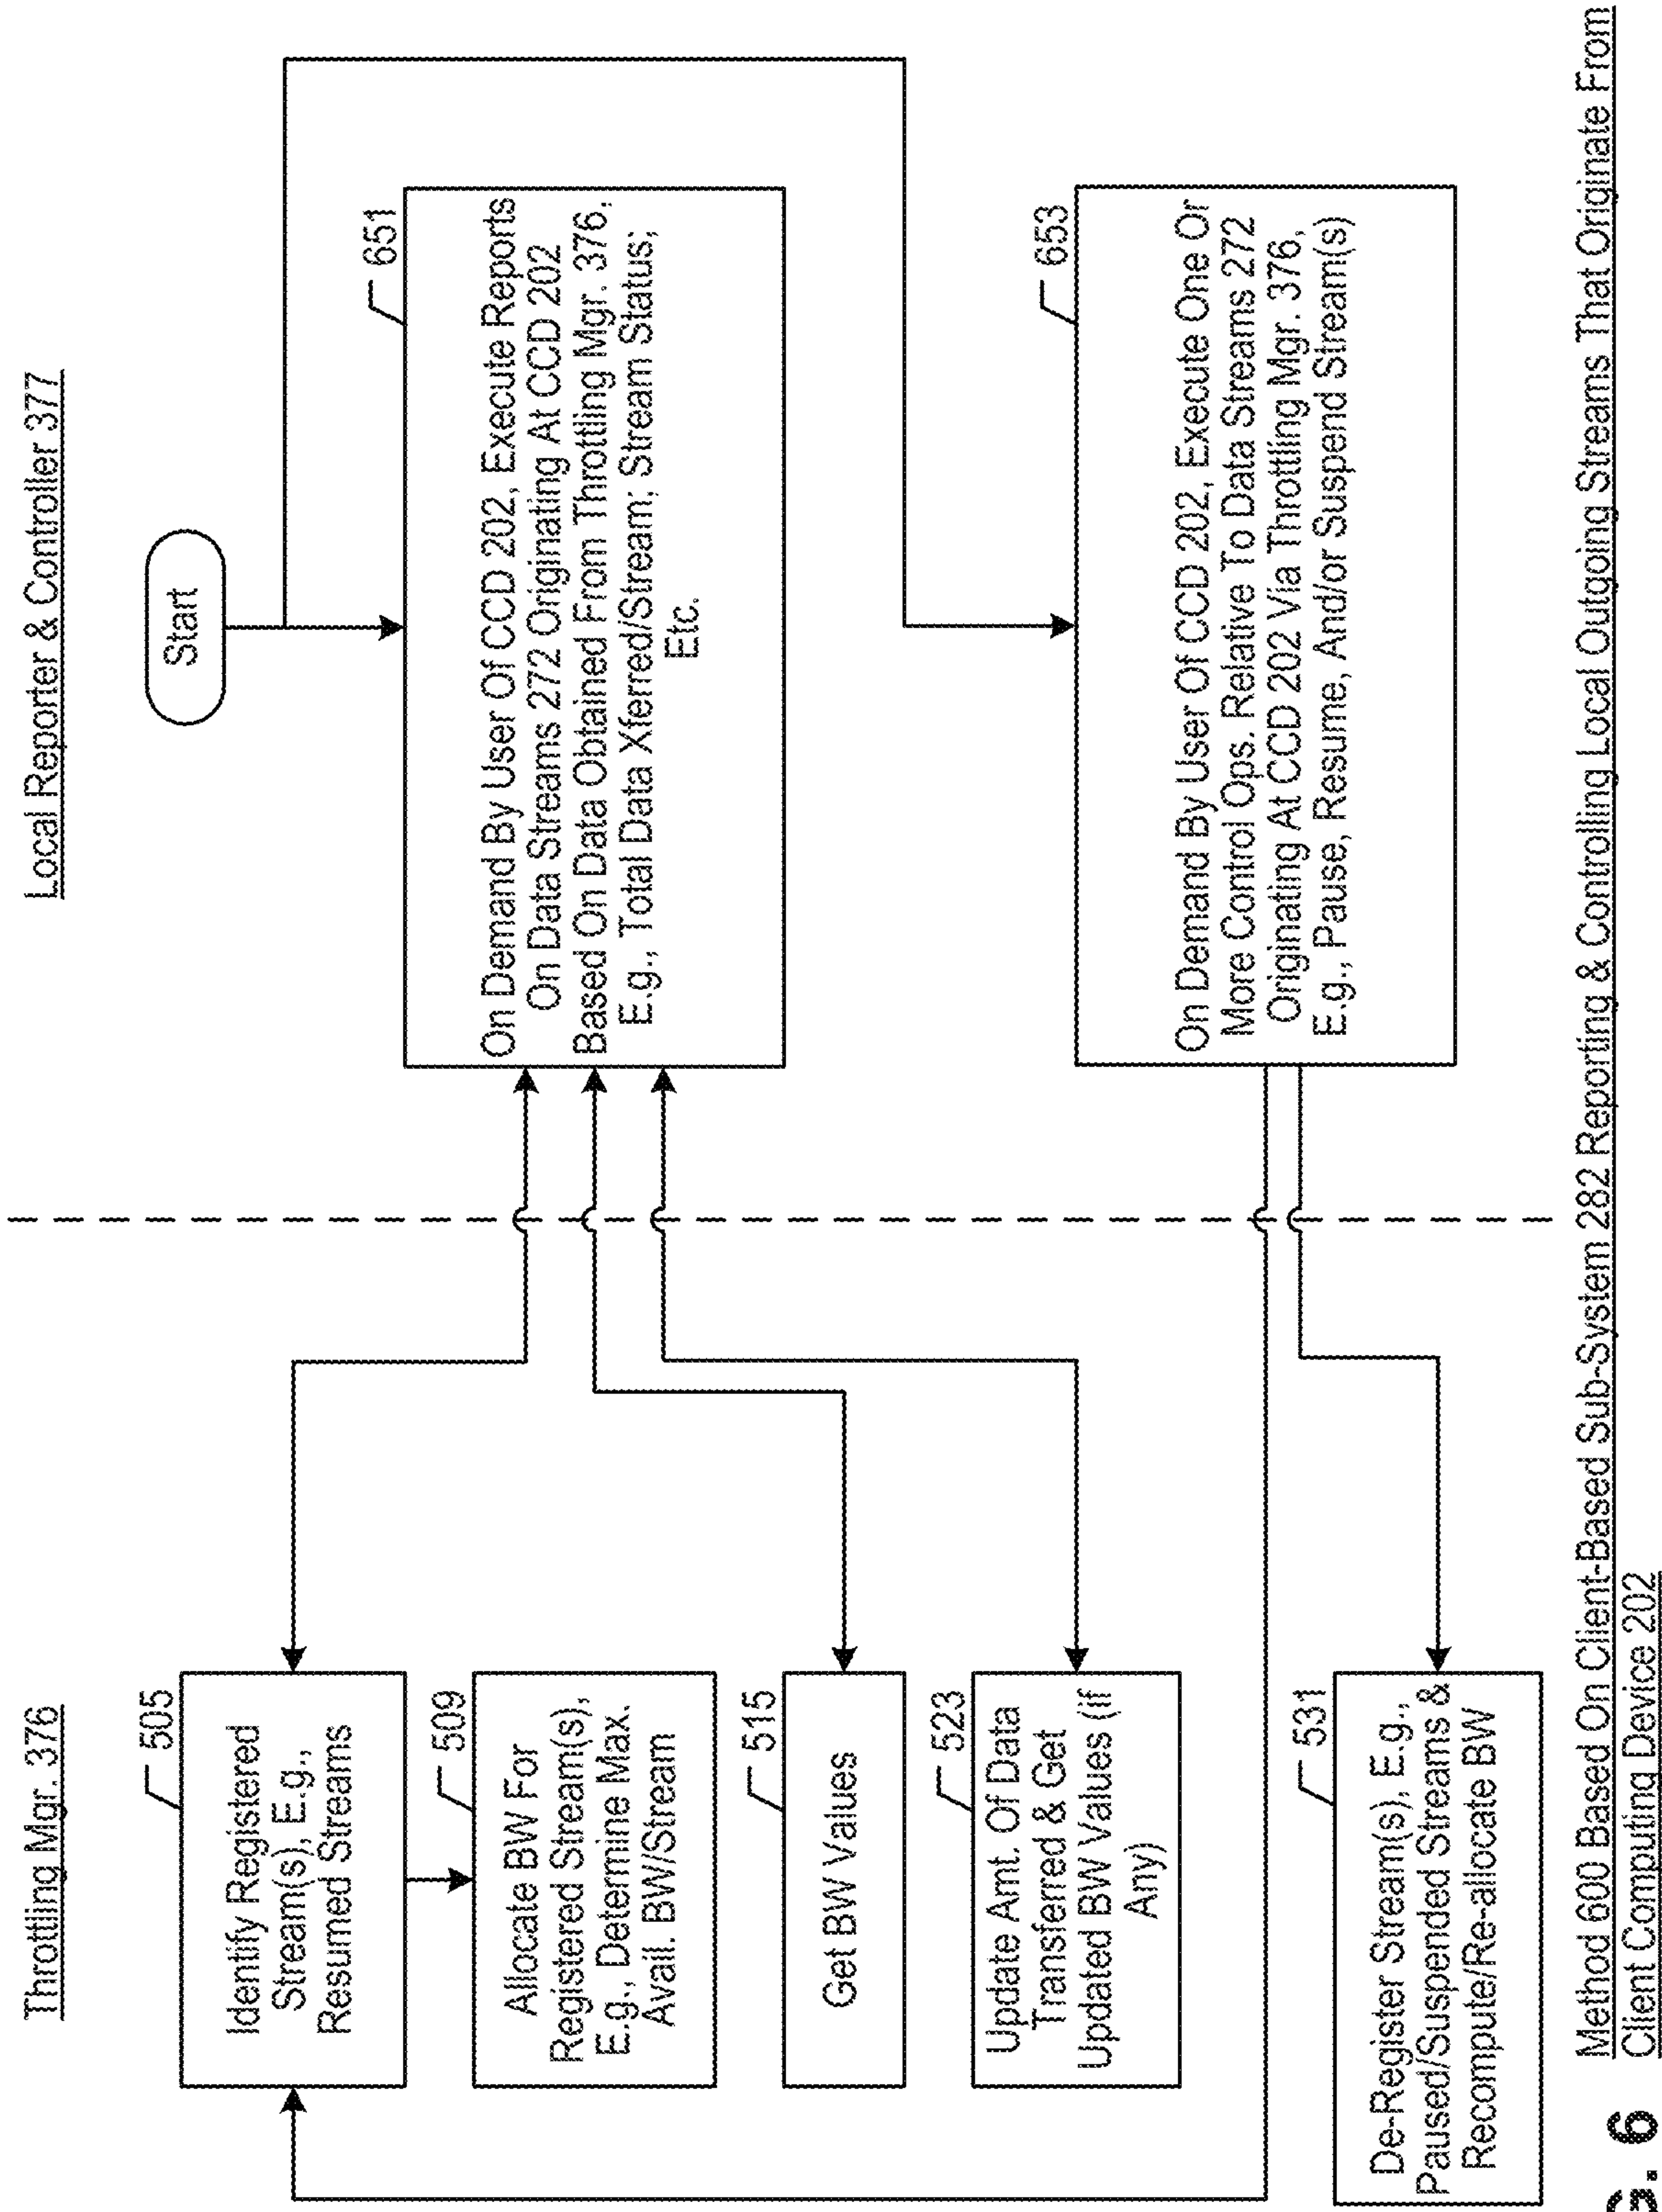 Throttling Mgr. 376
Local Reporter & Controller 377
Start
505
Identify Registered
Stream(s), E.g.,
Resumed Streams
509
Allocate BW For
Registered Stream(s),
E.g., Determine Max.
Avail. BW/Stream
515
Get BW Values
523
Update Amt. Of Data
Transferred & Get
Updated BW Values (if
Any)
531
De-Register Stream(s), E.g.,
Paused/Suspended Streams &
Recompute/Re-allocate BW
651
On Demand By User Of CCD 202, Execute Reports
On Data Streams 272 Originating At CCD 202
Based On Data Obtained From Throttling Mgr. 376.
E.g., Total Data Xferred/Stream; Stream Status;
Etc.
653
On Demand By User Of CCD 202, Execute One Or
More Control Ops. Relative To Data Streams 272
Originating At CCD 202 Via Throttling Mgr. 376,
E.g., Pause, Resume, And/or Suspend Stream(s)
G. 6
Method 600 Based On Client-Based Sub-System 282 Reporting & Controlling Local Outgoing Streams That Originate From
Client Computing Device 202